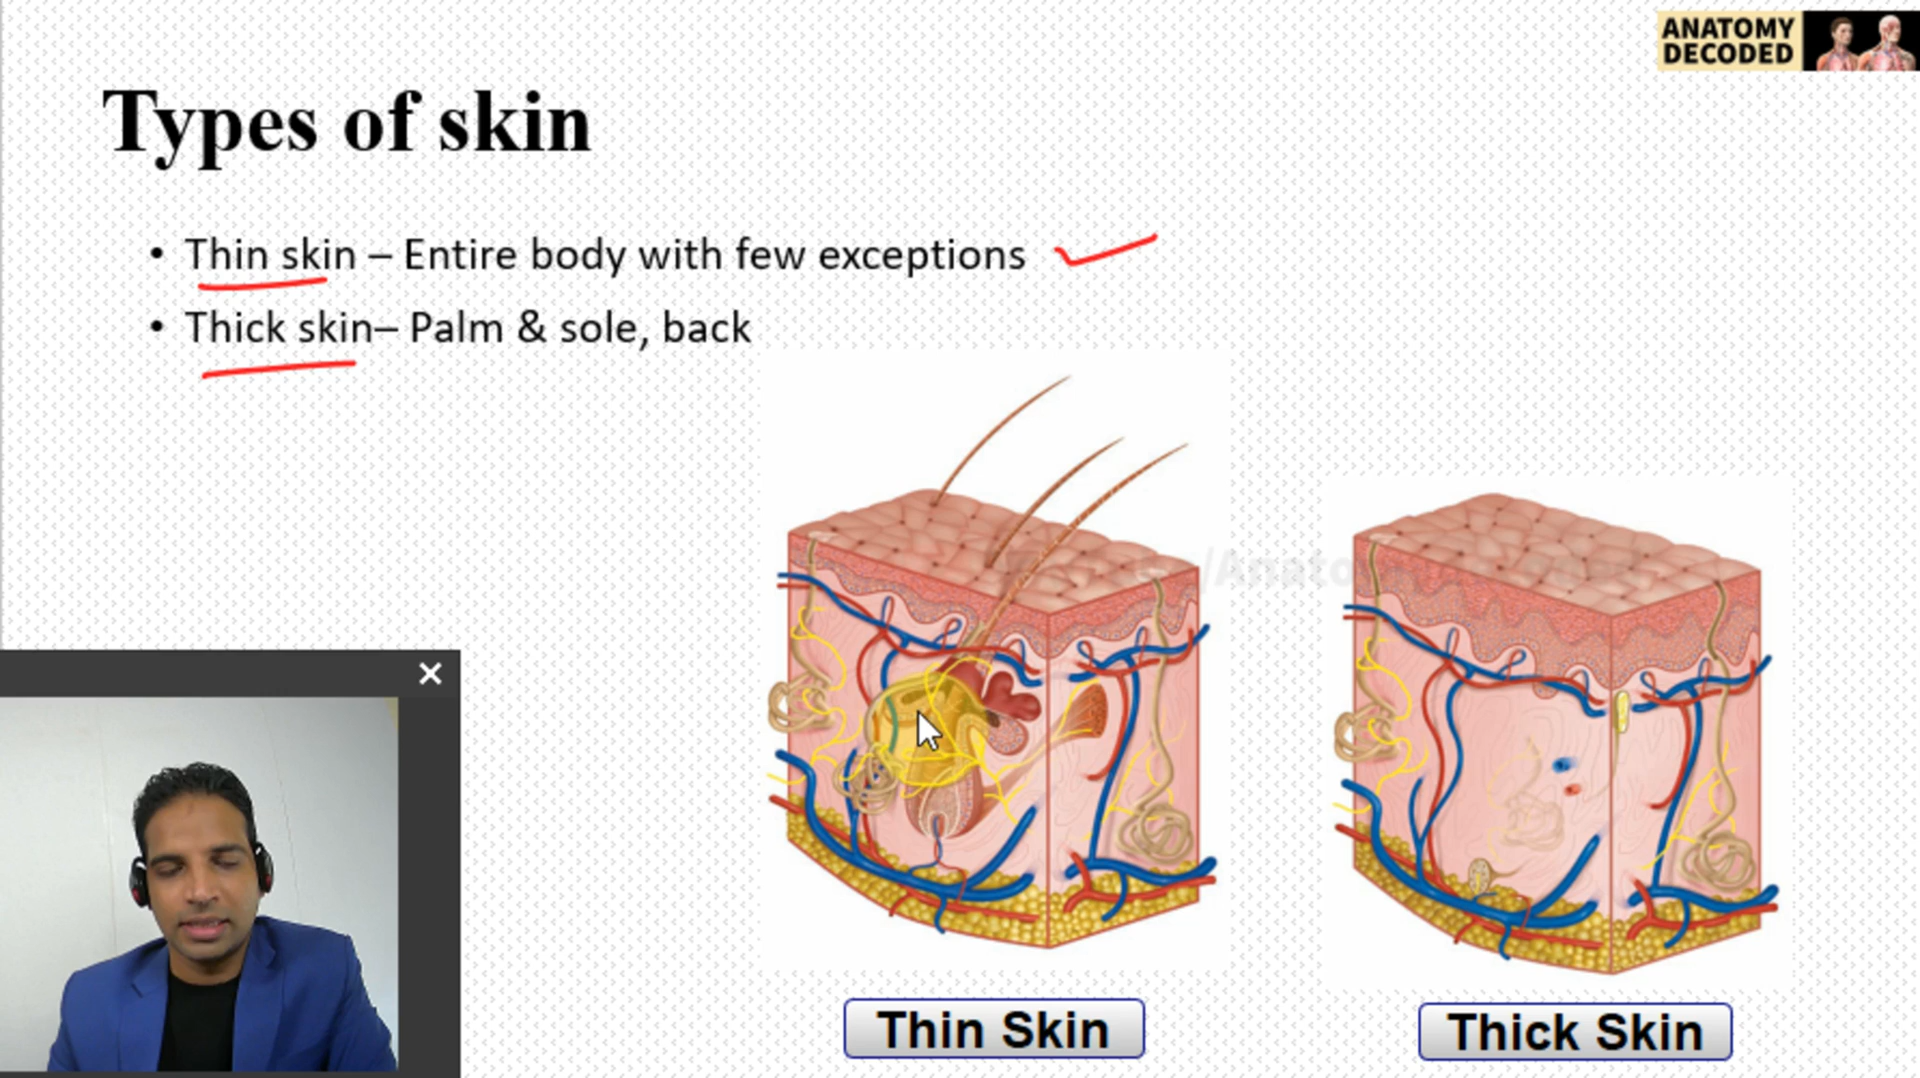 ANATOMY
DECODED
Types of skin
• Thin skin – Entire body with few exceptions
• Thick skin– Palm & sole, back
Thin Skin
Thick Skin